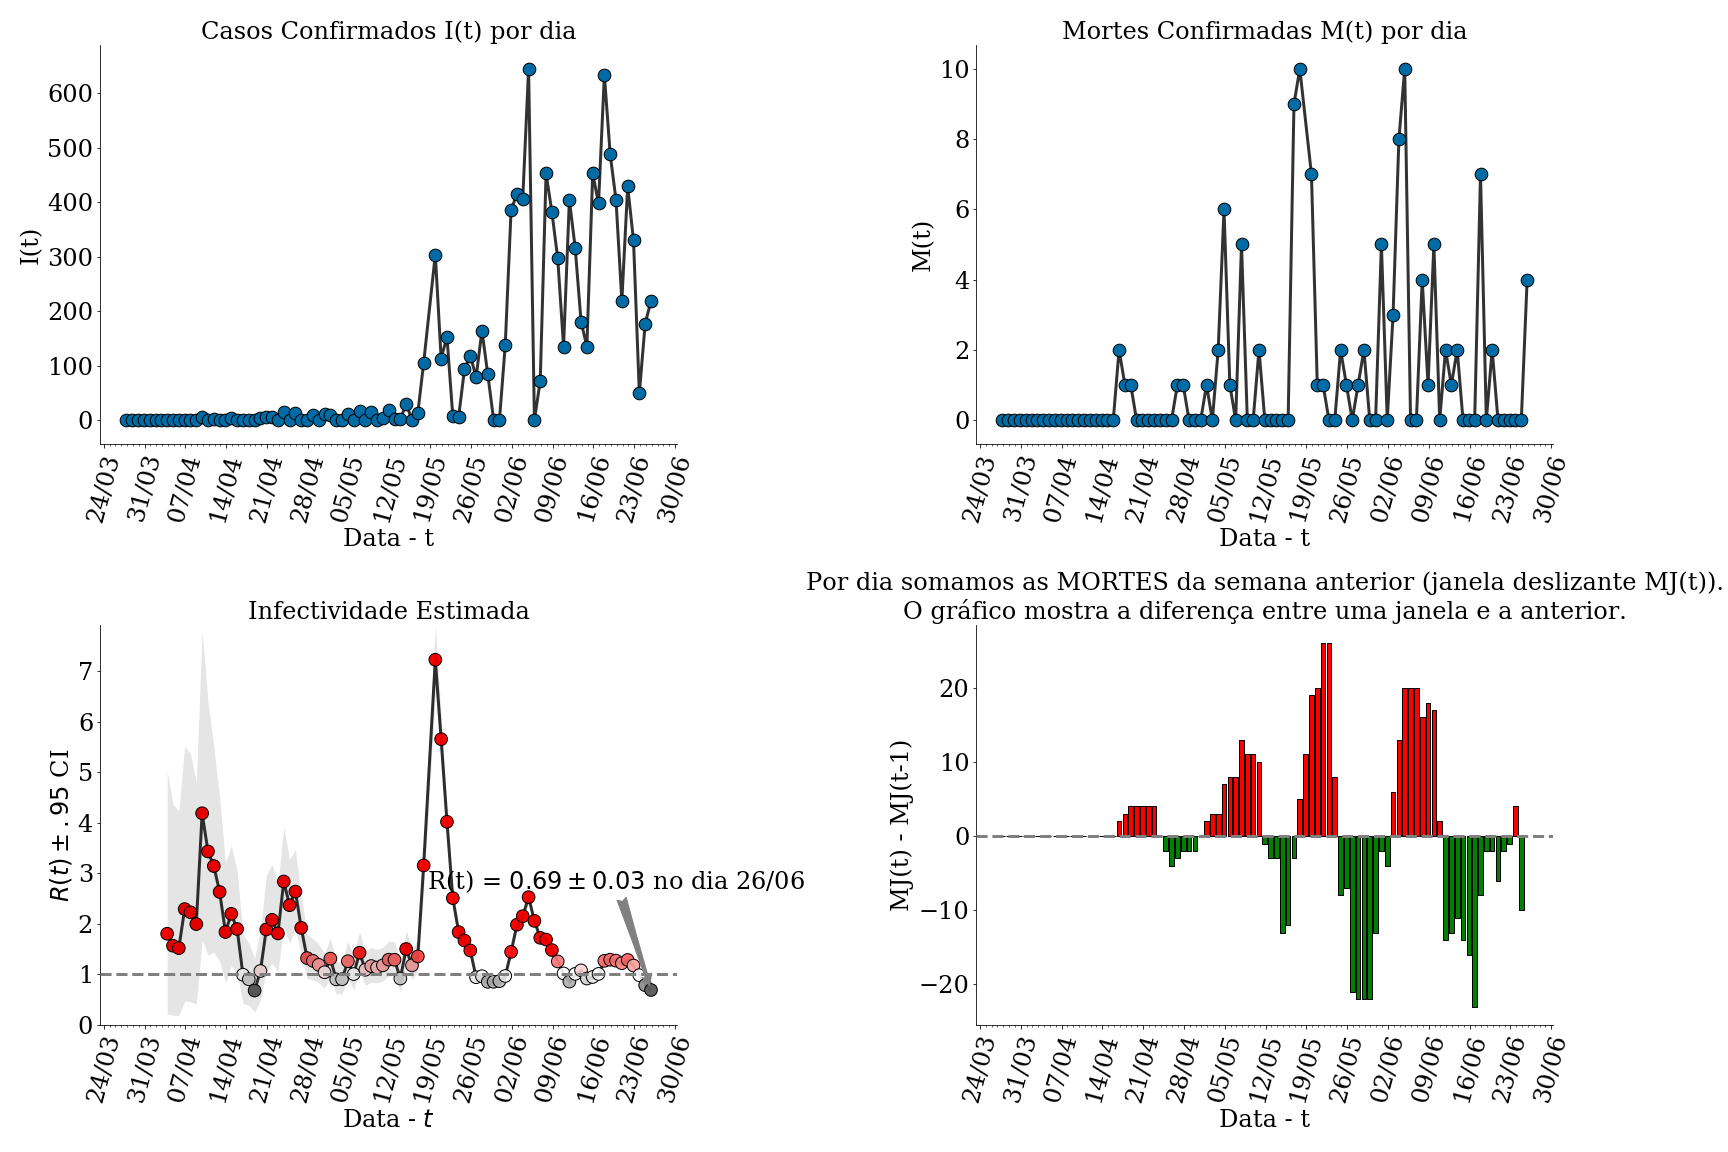 Casos Confirmados I(t) por dia
I(t)
600
500
400
300
200
100
0
24/03 31/03 07/04 14/04 21/04 28/04 05/05 12/05 19/05 26/05 02/06 09/06 16/06 23/06 30/06
Data - t
Mortes Confirmadas M(t) por dia
M(t)
10
8
6
4
2
0
24/03 31/03 07/04 14/04 21/04 28/04 05/05 12/05 19/05 26/05 02/06 09/06 16/06 23/06 30/06
Data - t
Infectividade Estimada
R(t) ± .95 CI
7
6
5
4
3
2
1
0
R(t) = 0.69 ± 0.03 no dia 26/06
24/03 31/03 07/04 14/04 21/04 28/04 05/05 12/05 19/05 26/05 02/06 09/06 16/06 23/06 30/06
Data - t
Por dia somamos as MORTES da semana anterior (janela deslizante MJ(t)).
O gráfico mostra a diferença entre uma janela e a anterior.
MJ(t) - MJ(t-1)
20
10
0
−10
−20
24/03 31/03 07/04 14/04 21/04 28/04 05/05 12/05 19/05 26/05 02/06 09/06 16/06 23/06 30/06
Data - t